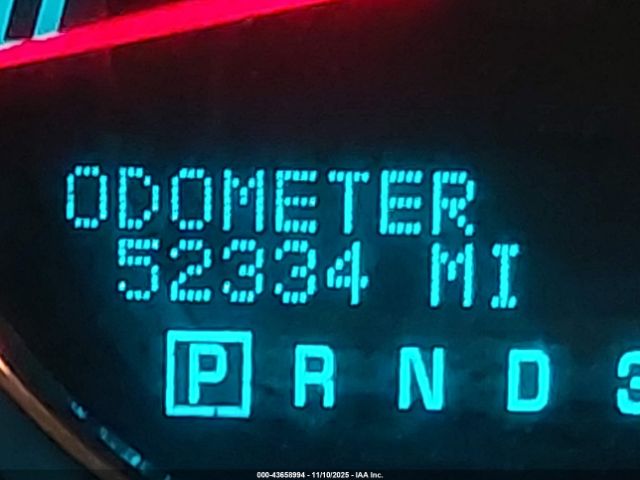 ODOMETER
52334 MI
P R N D 3
000-43658994 - 11/10/2025 - IAA Inc.